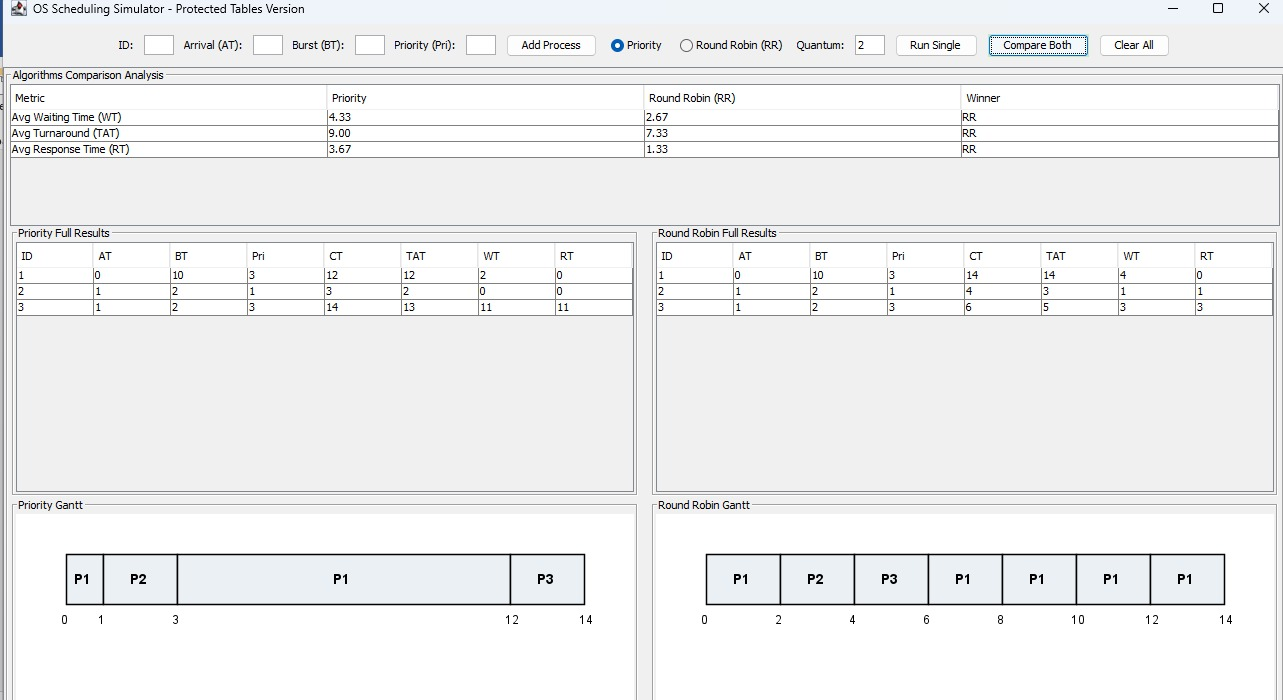 OS Scheduling Simulator - Protected Tables Version
ID: Arrival (AT): Burst (BT): Priority (Pri): Add Process Priority Round Robin (RR) Quantum: 2 Run Single Compare Both Clear All
Algorithms Comparison Analysis
Metric Priority Round Robin (RR) Winner
Avg Waiting Time (WT) 4.33 2.67 RR
Avg Turnaround (TAT) 9.00 7.33 RR
Avg Response Time (RT) 3.67 1.33 RR
Priority Full Results
ID AT BT Pri CT TAT WT RT
1 0 10 3 12 12 2 0
2 1 2 1 3 2 0 0
3 1 2 3 14 13 11 11
Round Robin Full Results
ID AT BT Pri CT TAT WT RT
1 0 10 3 14 14 4 0
2 1 2 1 4 3 1 1
3 1 2 3 6 5 3 3
Priority Gantt
P1 P2 P1 P3
0 1 3 12 14
Round Robin Gantt
P1 P2 P3 P1 P1 P1 P1
0 2 4 6 8 10 12 14